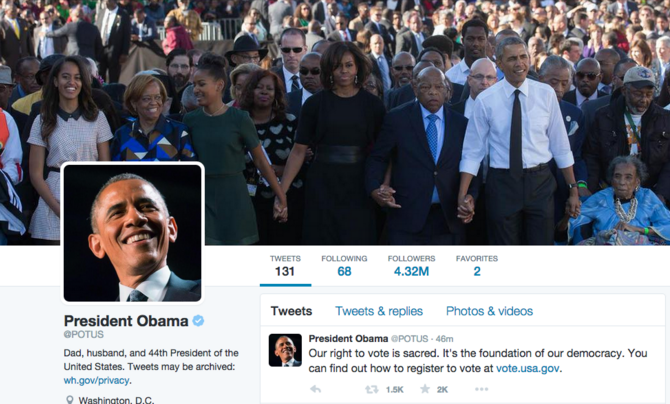 TWEETS FOLLOWING FOLLOWERS FAVORITES
131 68 4.32M 2
President Obama
@POTUS
Dad, husband, and 44th President of the
United States. Tweets may be archived:
wh.gov/privacy.
Washington, D.C.
Tweets Tweets & replies Photos & videos
President Obama @POTUS · 46m
Our right to vote is sacred. It's the foundation of our democracy. You
can find out how to register to vote at vote.usa.gov.
1.5K 2K